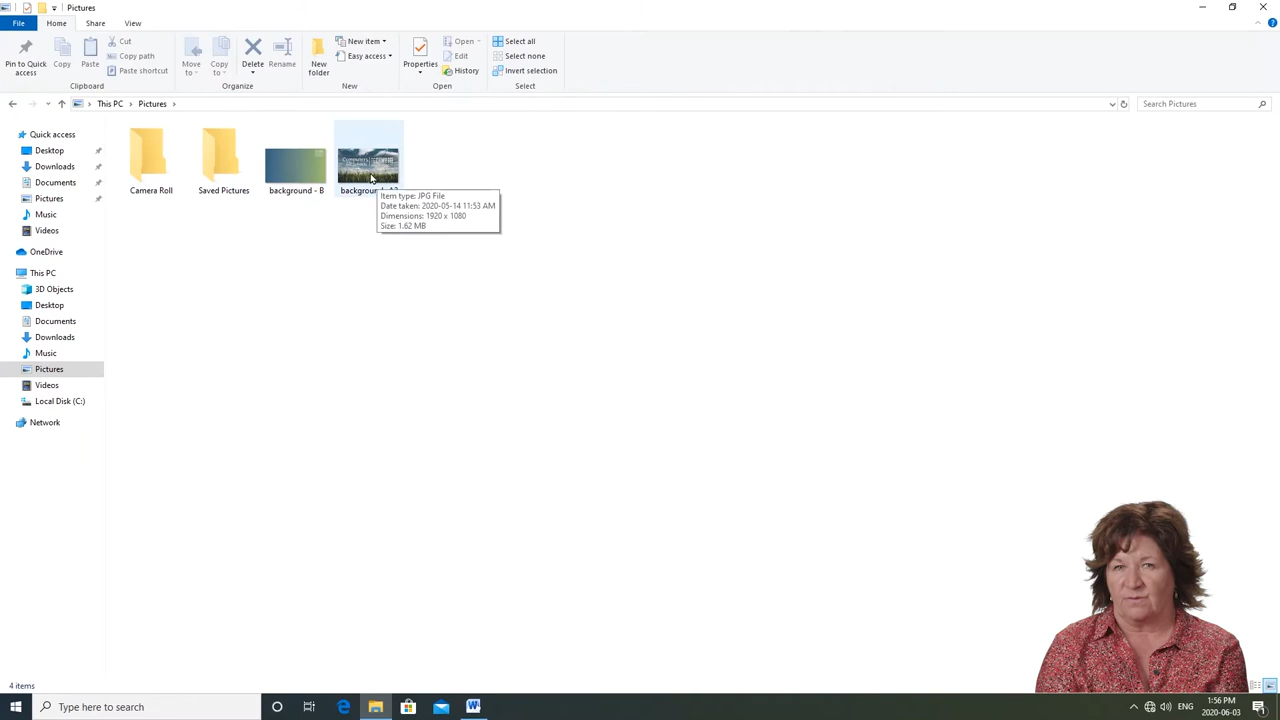 Pictures
File
Home
Share
View
Pin to Quick access
Copy
Paste
Cut
Copy path
Paste shortcut
Move to
Copy to
Delete
Rename
New folder
New item
Easy access
Properties
Open
Edit
History
Select all
Select none
Invert selection
Clipboard
Organize
New
Open
Select
This PC
Pictures
Search Pictures
Quick access
Desktop
Downloads
Documents
Pictures
Music
Videos
OneDrive
This PC
3D Objects
Desktop
Documents
Downloads
Music
Pictures
Videos
Local Disk (C:)
Network
Camera Roll
Saved Pictures
background - B
Item type: JPG File
Date taken: 2020-05-14 11:53 AM
Dimensions: 1920 x 1080
Size: 1.62 MB
4 items
Type here to search
ENG
1:56 PM
2020-06-03